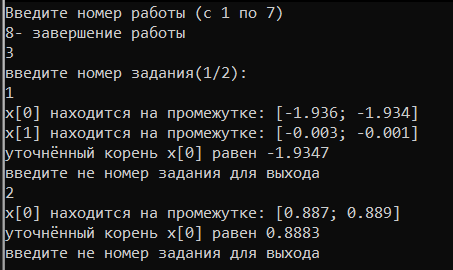 Введите номер работы (с 1 по 7)
8- завершение работы
3
введите номер задания(1/2):
1
x[0] находится на промежутке: [-1.936; -1.934]
x[1] находится на промежутке: [-0.003; -0.001]
уточнённый корень x[0] равен -1.9347
введите не номер задания для выхода
2
x[0] находится на промежутке: [0.887; 0.889]
уточнённый корень x[0] равен 0.8883
введите не номер задания для выхода